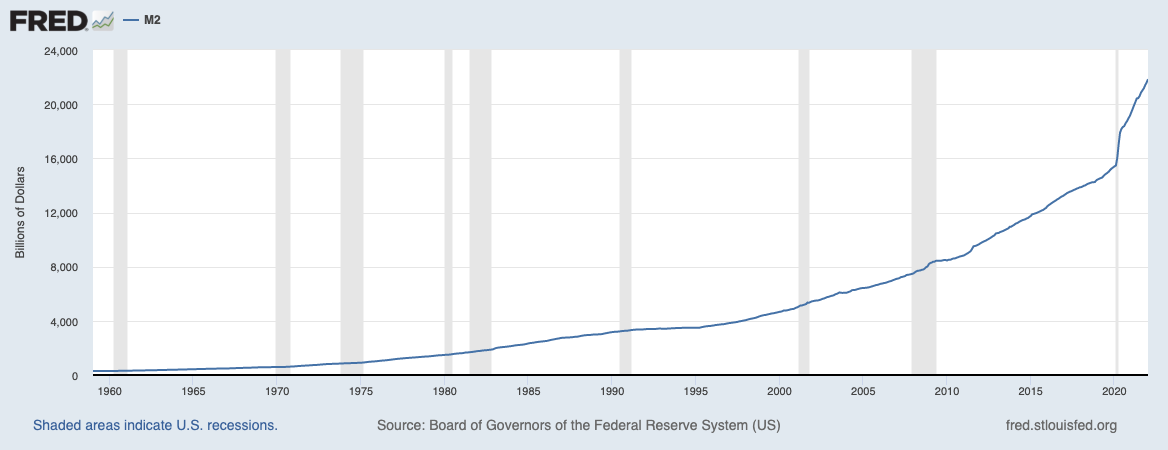 FRED
M2
24,000
20,000
16,000
12,000
8,000
4,000
0
Billions of Dollars
1960 1965 1970 1975 1980 1985 1990 1995 2000 2005 2010 2015 2020
Shaded areas indicate U.S. recessions.
Source: Board of Governors of the Federal Reserve System (US)
fred.stlouisfed.org